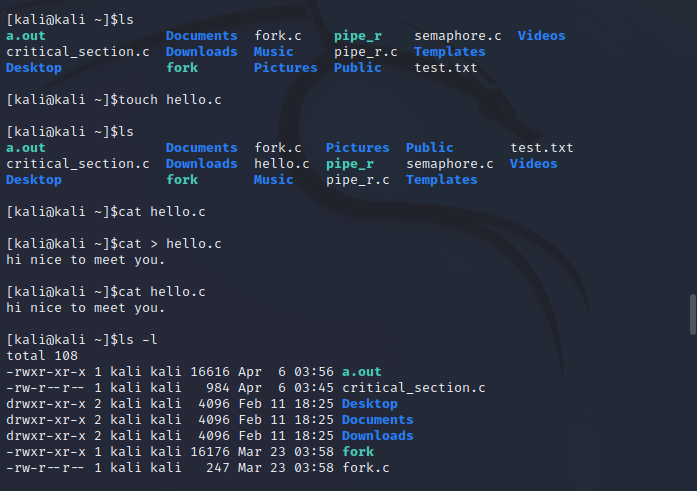 [kali@kali ~]$ls
a.out Documents fork.c pipe_r semaphore.c Videos
critical_section.c Downloads Music pipe_r.c Templates
Desktop fork Pictures Public test.txt
[kali@kali ~]$touch hello.c
[kali@kali ~]$ls
a.out Documents fork.c Pictures Public test.txt
critical_section.c Downloads hello.c pipe_r semaphore.c Videos
Desktop fork Music pipe_r.c Templates
[kali@kali ~]$cat hello.c
[kali@kali ~]$cat > hello.c
hi nice to meet you.
[kali@kali ~]$cat hello.c
hi nice to meet you.
[kali@kali ~]$ls -l
total 108
-rwxr-xr-x 1 kali kali 16616 Apr 6 03:56 a.out
-rw-r--r-- 1 kali kali 984 Apr 6 03:45 critical_section.c
drwxr-xr-x 2 kali kali 4096 Feb 11 18:25 Desktop
drwxr-xr-x 2 kali kali 4096 Feb 11 18:25 Documents
drwxr-xr-x 2 kali kali 4096 Feb 11 18:25 Downloads
-rwxr-xr-x 1 kali kali 16176 Mar 23 03:58 fork
-rw-r--r-- 1 kali kali 247 Mar 23 03:58 fork.c